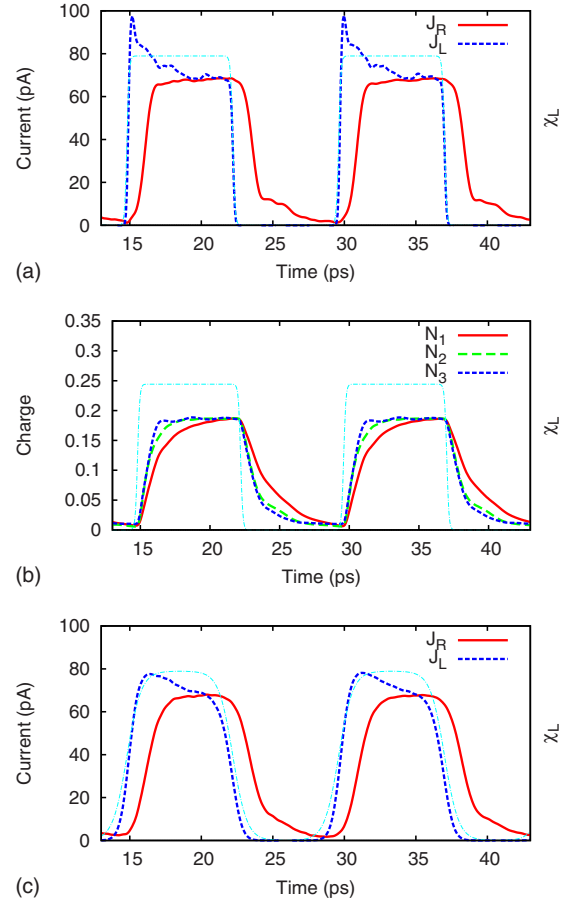 100
80
60
40
20
0
Current (pA)
J_R
J_L
χ_L
15 20 25 30 35 40
Time (ps)
(a)
0.35
0.3
0.25
0.2
0.15
0.1
0.05
0
Charge
N_1
N_2
N_3
χ_L
15 20 25 30 35 40
Time (ps)
(b)
100
80
60
40
20
0
Current (pA)
J_R
J_L
χ_L
15 20 25 30 35 40
Time (ps)
(c)